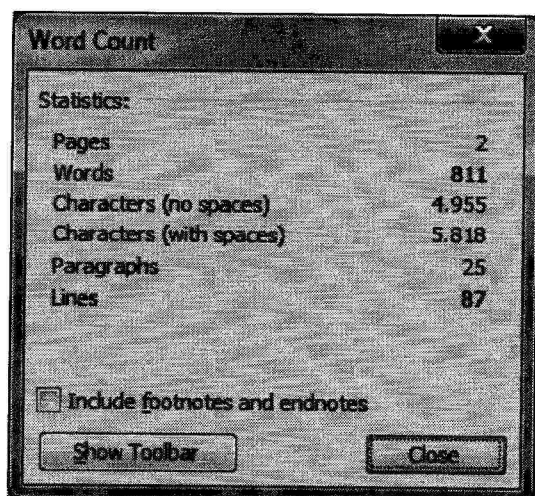 Word Count
X
Statistics:
Pages 2
Words 811
Characters (no spaces) 4.955
Characters (with spaces) 5.818
Paragraphs 25
Lines 87
Include footnotes and endnotes
Show Toolbar
Close